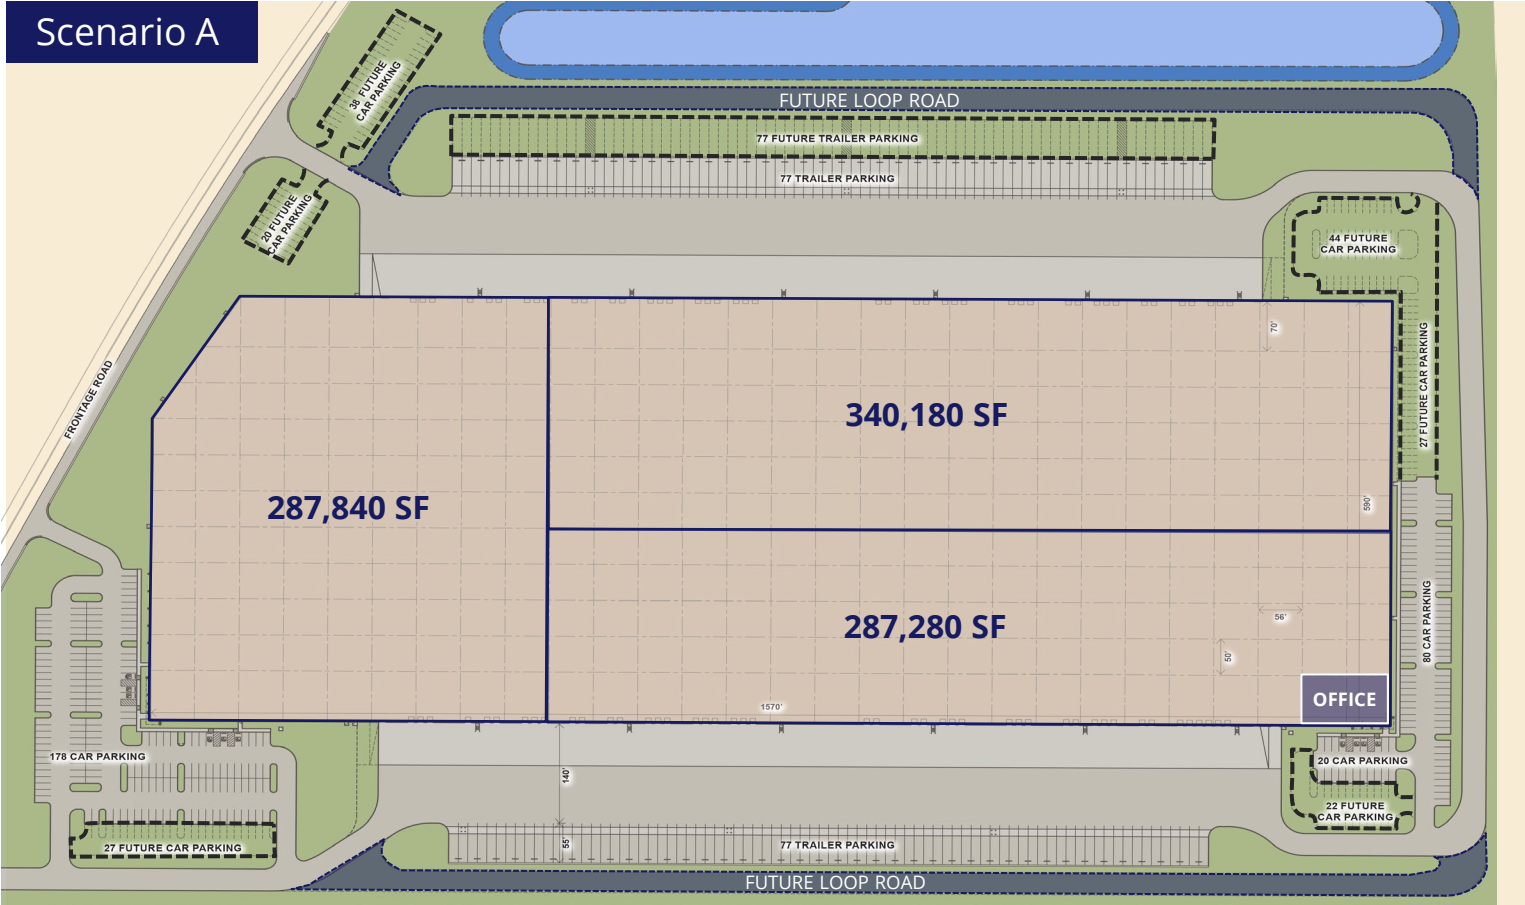 Scenario A
38 FUTURE
CAR PARKING
FUTURE LOOP ROAD
77 FUTURE TRAILER PARKING
77 TRAILER PARKING
20 FUTURE
CAR PARKING
44 FUTURE
CAR PARKING
70'
27 FUTURE CAR PARKING
FRONTAGE ROAD
340,180 SF
287,840 SF
590'
56'
287,280 SF
50'
80 CAR PARKING
OFFICE
1570'
178 CAR PARKING
140'
20 CAR PARKING
22 FUTURE
CAR PARKING
27 FUTURE CAR PARKING
55'
77 TRAILER PARKING
FUTURE LOOP ROAD